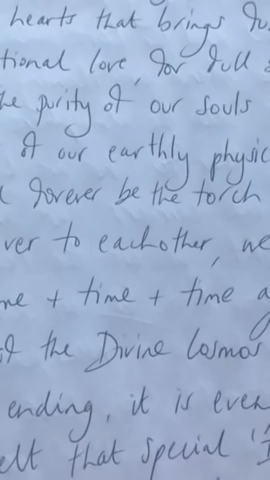 hearts that brings
tional love, for full
the purity of our souls
of our earthly physic
forever be the torch
ver to eachother, we
me + time + time a
of the Divine Cosmos
ending, it is even
elt that special 'I